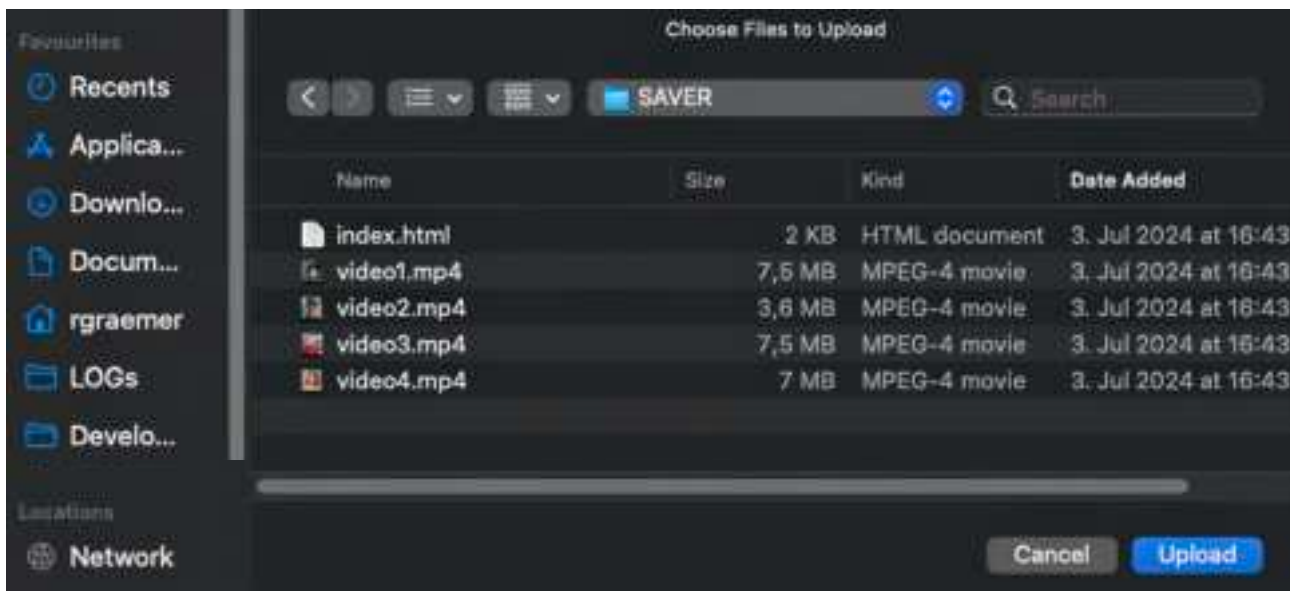 Choose Files to Upload
Favourites
Recents
Applica...
Downlo...
Docum...
rgraemer
LOGs
Develo...
Locations
Network
SAVER
Search
Name Size Kind Date Added
index.html 2 KB HTML document 3. Jul 2024 at 16:43
video1.mp4 7,5 MB MPEG-4 movie 3. Jul 2024 at 16:43
video2.mp4 3,6 MB MPEG-4 movie 3. Jul 2024 at 16:43
video3.mp4 7,5 MB MPEG-4 movie 3. Jul 2024 at 16:43
video4.mp4 7 MB MPEG-4 movie 3. Jul 2024 at 16:43
Cancel Upload